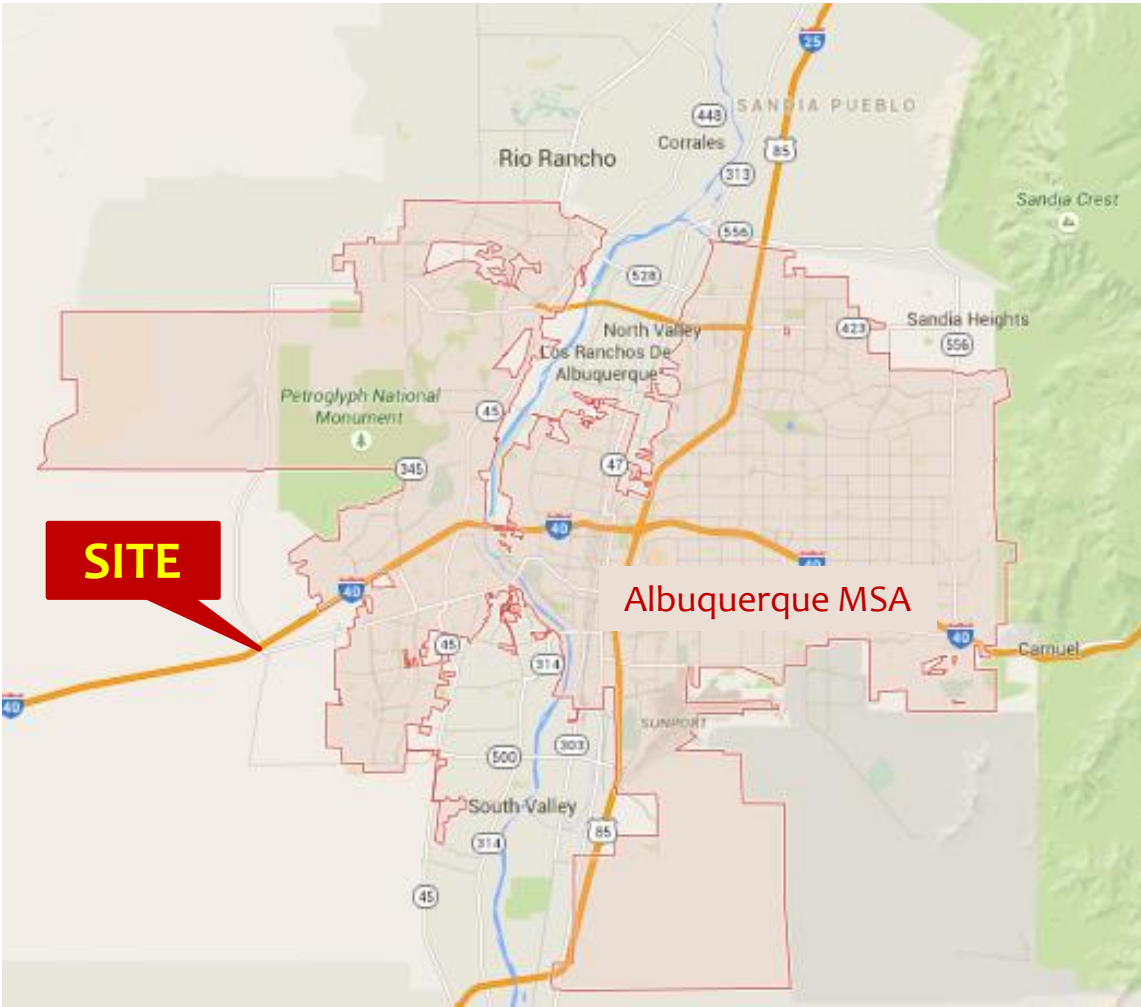 25
SANDIA PUEBLO
448
Corrales
85
Rio Rancho
313
Sandia Crest
556
528
North Valley
423
Sandia Heights
Los Ranchos De
Albuquerque
556
Petroglyph National
Monument
45
345
47
SITE
40
40
40
Albuquerque MSA
40
45
314
Carnuel
40
SUNPORT
500
303
South Valley
85
314
45